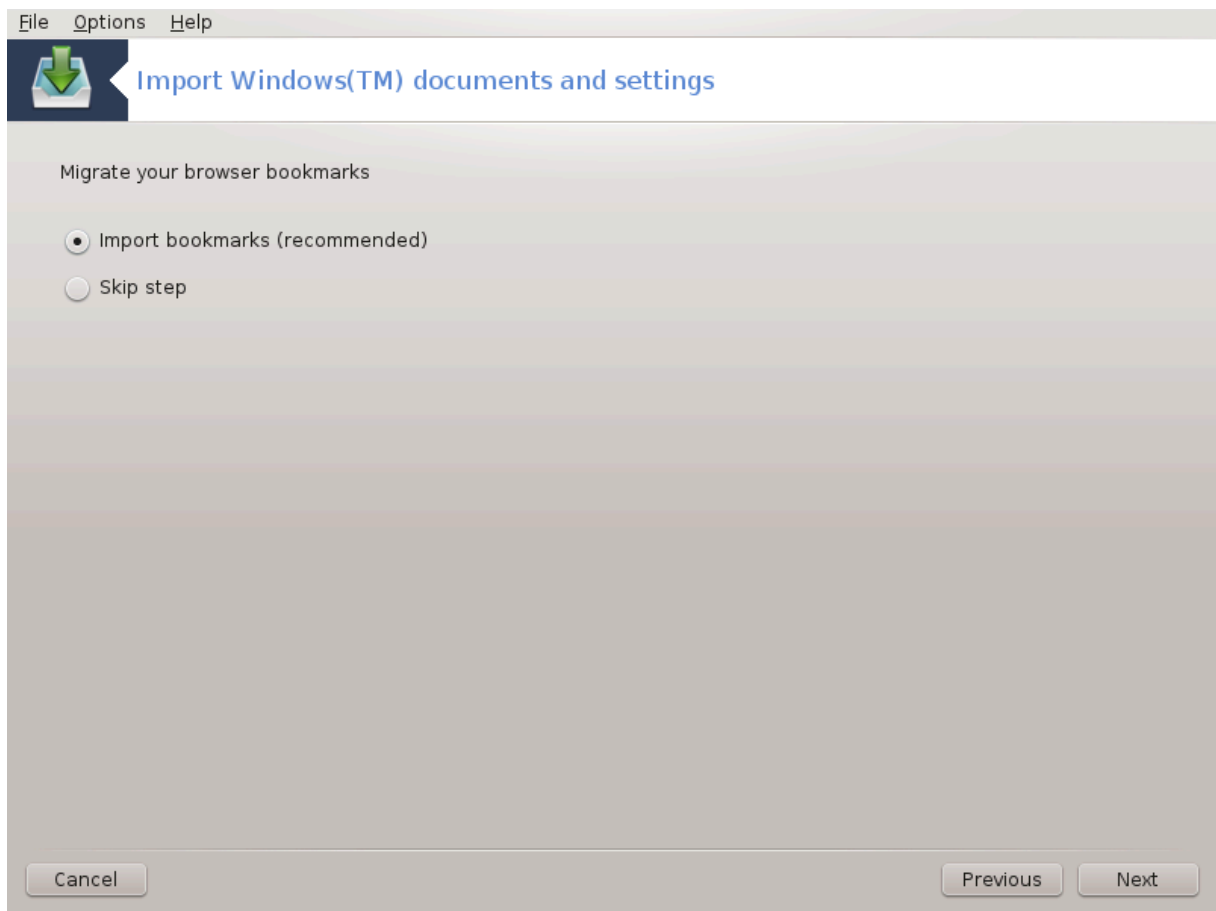 File Options Help
Import Windows(TM) documents and settings
Migrate your browser bookmarks
Import bookmarks (recommended)
Skip step
Cancel Previous Next